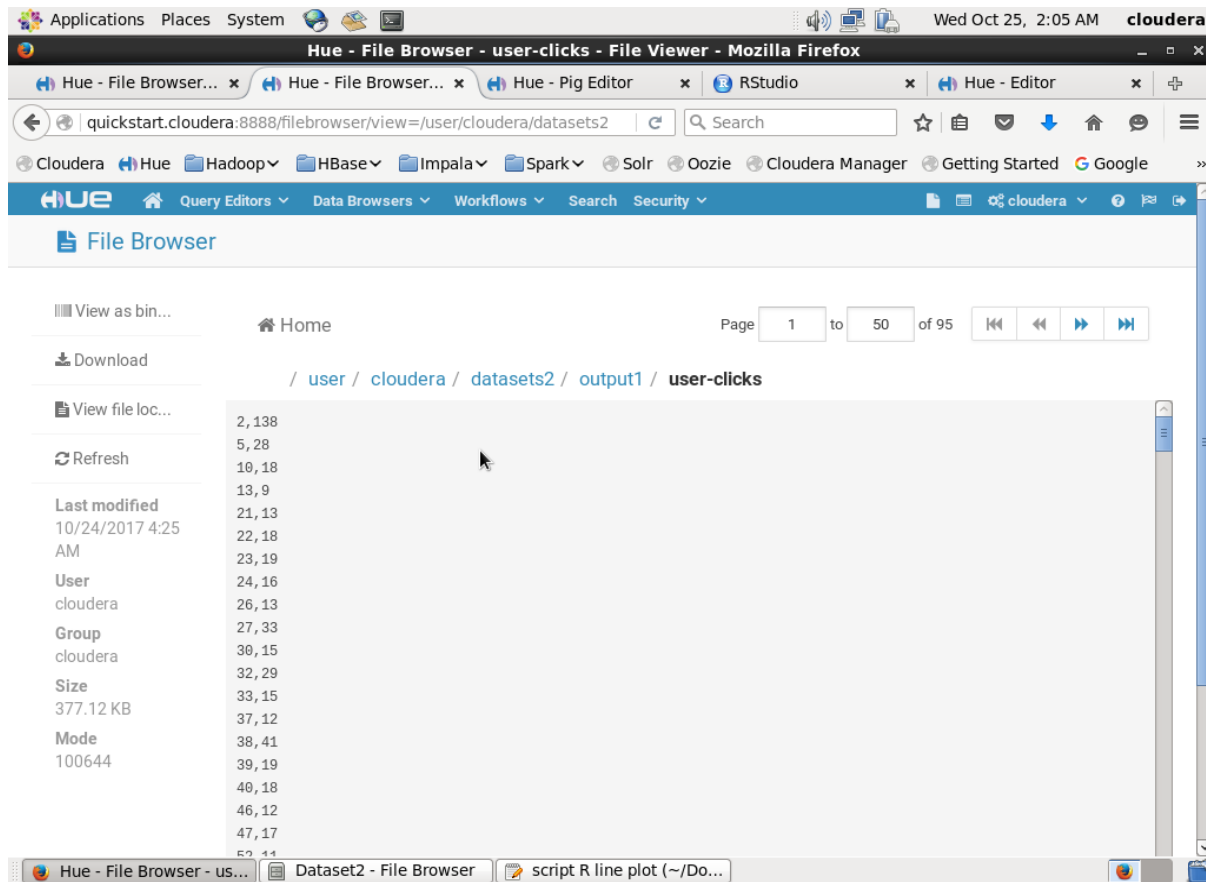 Applications Places System Wed Oct 25, 2:05 AM cloudera
Hue - File Browser - user-clicks - File Viewer - Mozilla Firefox
Hue - File Browser... Hue - File Browser... Hue - Pig Editor RStudio Hue - Editor
quickstart.cloudera:8888/filebrowser/view=/user/cloudera/datasets2 Search
Cloudera Hue Hadoop HBase Impala Spark Solr Oozie Cloudera Manager Getting Started Google »
HUE Query Editors Data Browsers Workflows Search Security cloudera
File Browser
View as bin...
Download
View file loc...
Refresh
Last modified
10/24/2017 4:25
AM
User
cloudera
Group
cloudera
Size
377.12 KB
Mode
100644
Home Page 1 to 50 of 95
/ user / cloudera / datasets2 / output1 / user-clicks
2,138
5,28
10,18
13,9
21,13
22,18
23,19
24,16
26,13
27,33
30,15
32,29
33,15
37,12
38,41
39,19
40,18
46,12
47,17
Hue - File Browser - us... Dataset2 - File Browser script R line plot (~/Do...